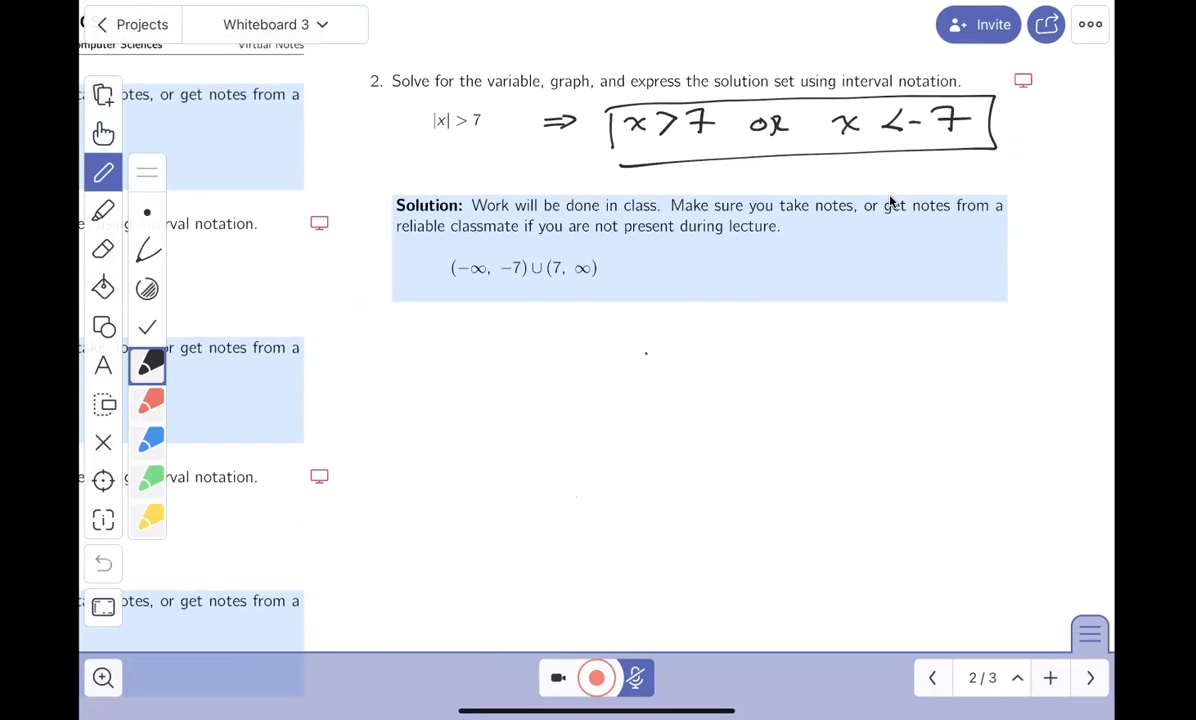 Projects
Whiteboard 3
Invite
mputer Sciences
Virtual Notes
otes, or get notes from a
rval notation.
or get notes from a
rval notation.
otes, or get notes from a
2. Solve for the variable, graph, and express the solution set using interval notation.
|x| > 7 ⇒ x > 7 or x < -7
Solution: Work will be done in class. Make sure you take notes, or get notes from a
reliable classmate if you are not present during lecture.
(−∞, −7) ∪ (7, ∞)
A
2 / 3